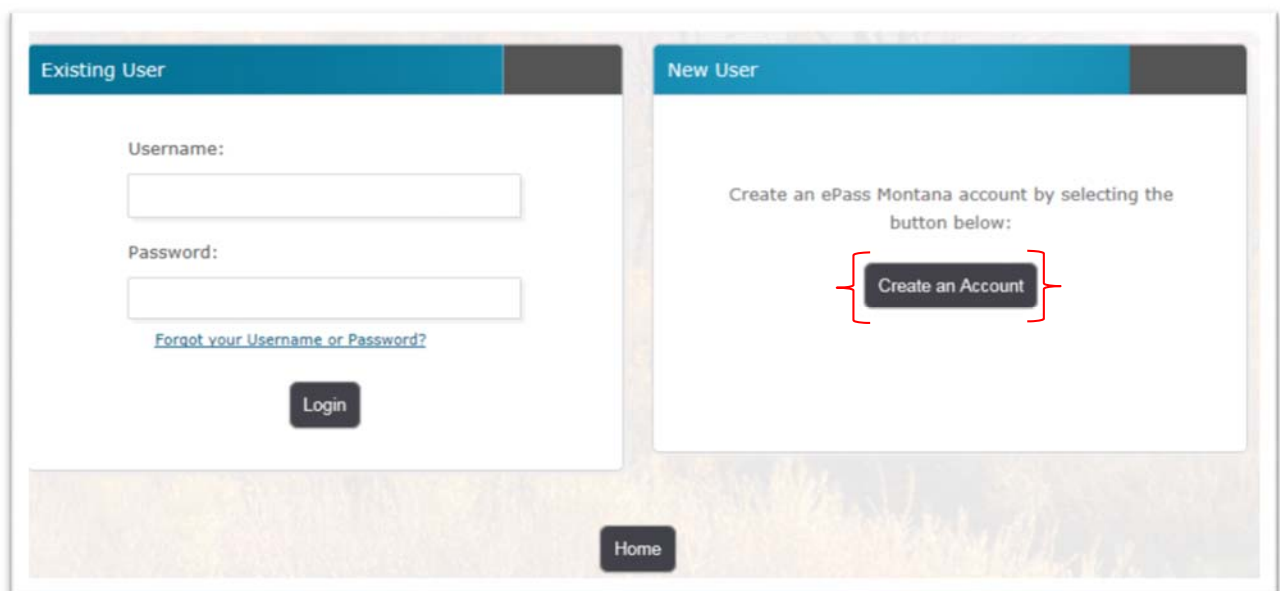 Existing User
Username:
Password:
Forgot your Username or Password?
Login
New User
Create an ePass Montana account by selecting the
button below:
Create an Account
Home